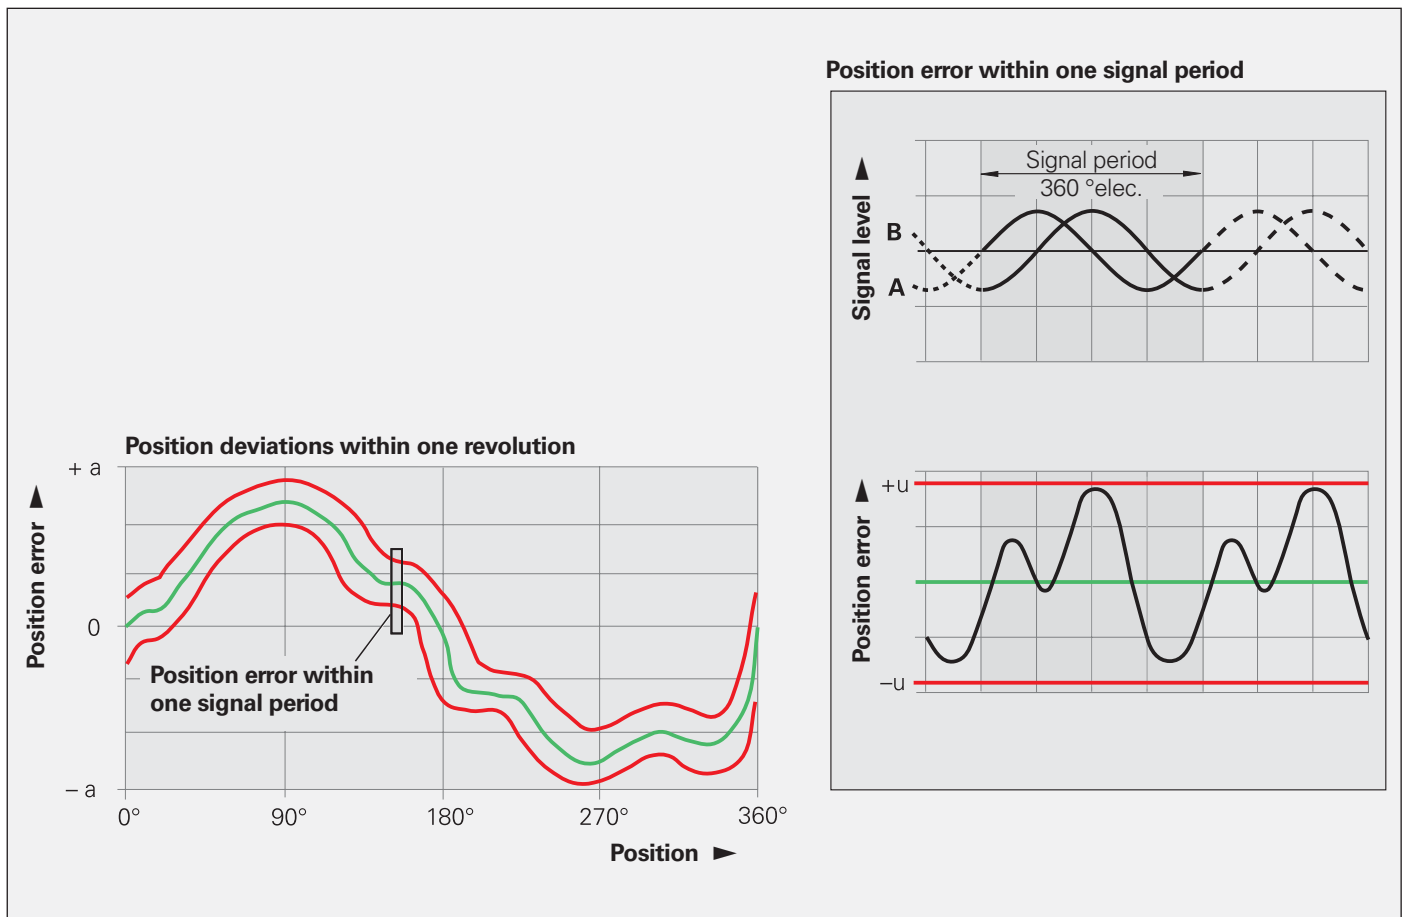 Position error within one signal period
Signal level
Signal period
360 °elec.
B
A
Position deviations within one revolution
Position error
+ a
0
– a
Position error within
one signal period
0°
90°
180°
270°
360°
Position
Position error
+u
–u